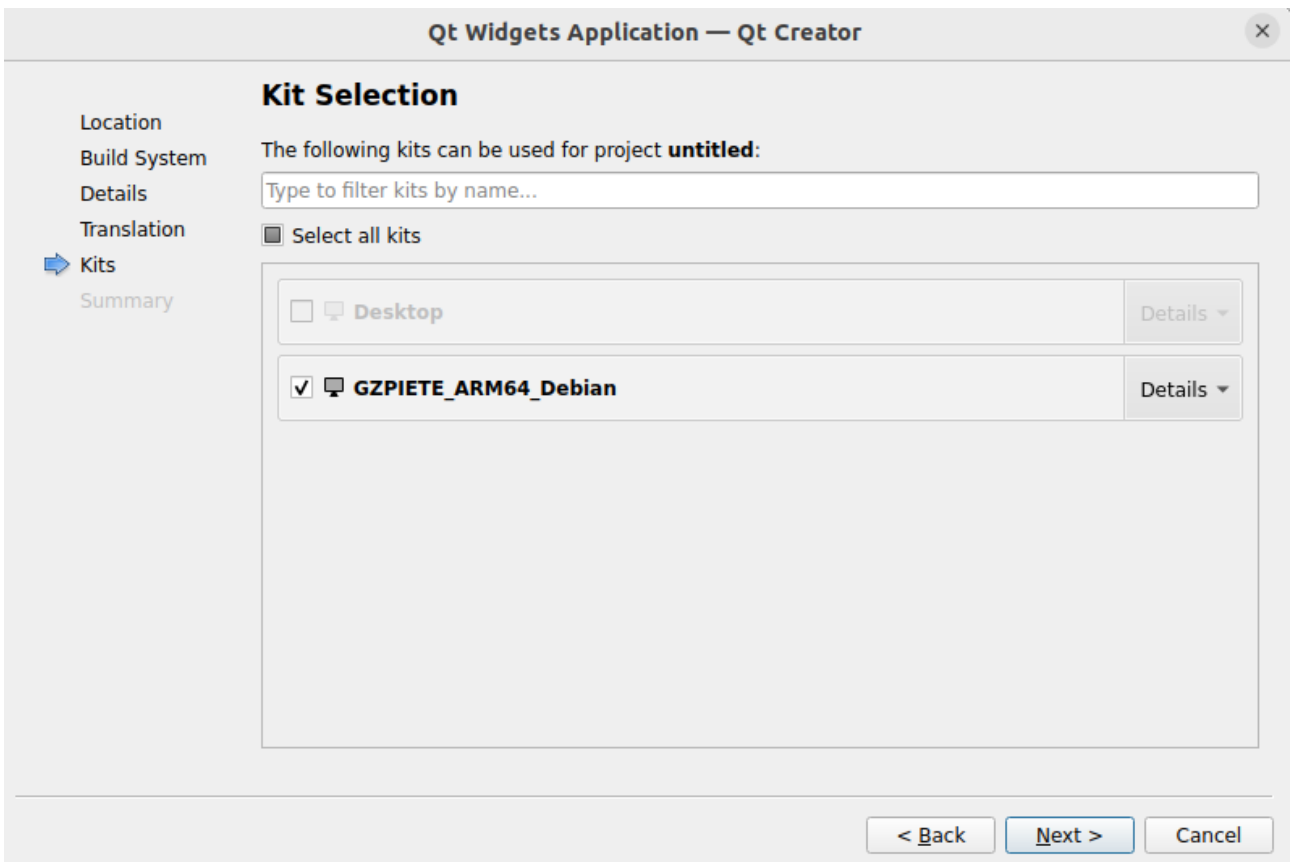 Qt Widgets Application — Qt Creator
Location
Build System
Details
Translation
Kits
Summary
Kit Selection
The following kits can be used for project untitled:
Type to filter kits by name...
Select all kits
Desktop
Details
GZPIETE_ARM64_Debian
Details
< Back
Next >
Cancel